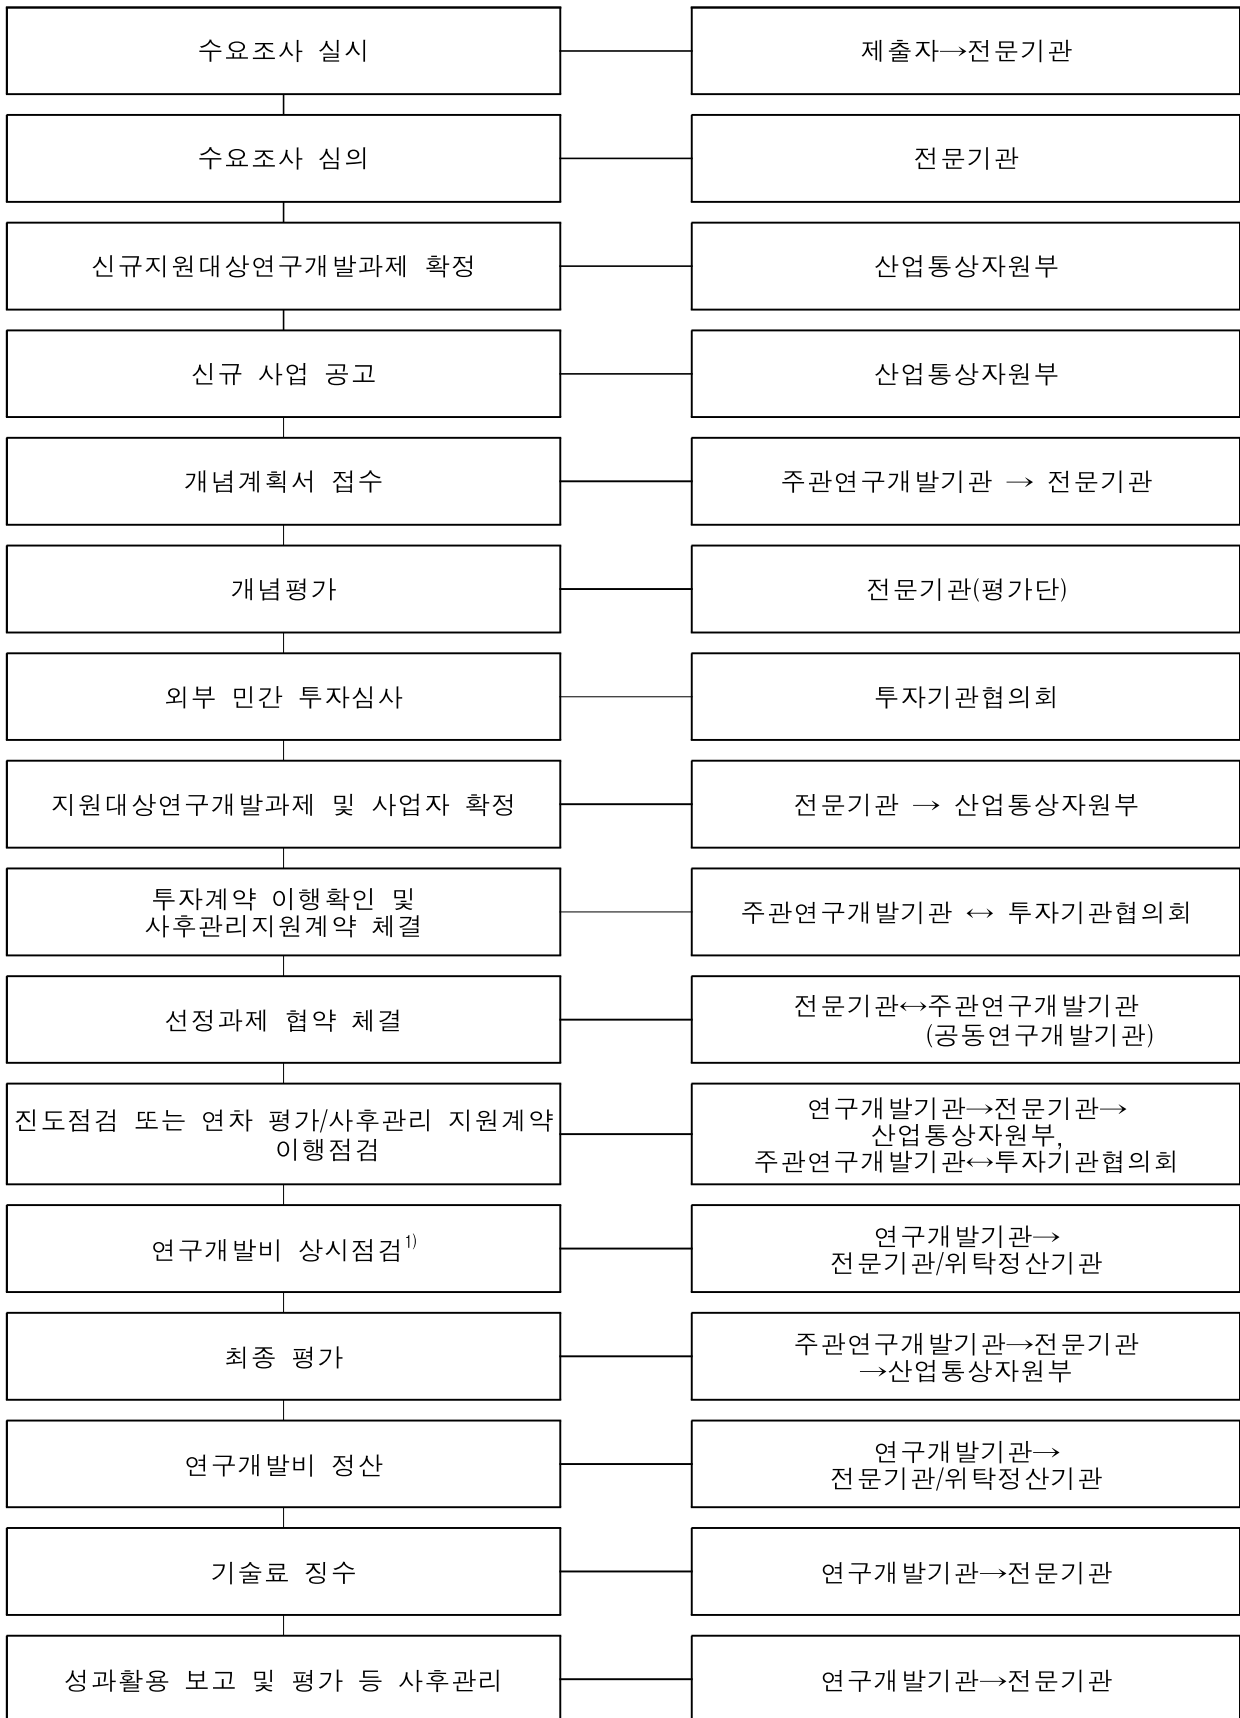 수요조사 실시
제출자→전문기관
수요조사 심의
전문기관
신규지원대상연구개발과제 확정
산업통상자원부
신규 사업 공고
산업통상자원부
개념계획서 접수
주관연구개발기관 → 전문기관
개념평가
전문기관(평가단)
외부 민간 투자심사
투자기관협의회
지원대상연구개발과제 및 사업자 확정
전문기관 → 산업통상자원부
투자계약 이행확인 및
사후관리지원계약 체결
주관연구개발기관 ↔ 투자기관협의회
선정과제 협약 체결
전문기관↔주관연구개발기관
(공동연구개발기관)
진도점검 또는 연차 평가/사후관리 지원계약
이행점검
연구개발기관→전문기관→
산업통상자원부,
주관연구개발기관↔투자기관협의회
연구개발비 상시점검1)
연구개발기관→
전문기관/위탁정산기관
최종 평가
주관연구개발기관→전문기관
→산업통상자원부
연구개발비 정산
연구개발기관→
전문기관/위탁정산기관
기술료 징수
연구개발기관→전문기관
성과활용 보고 및 평가 등 사후관리
연구개발기관→전문기관